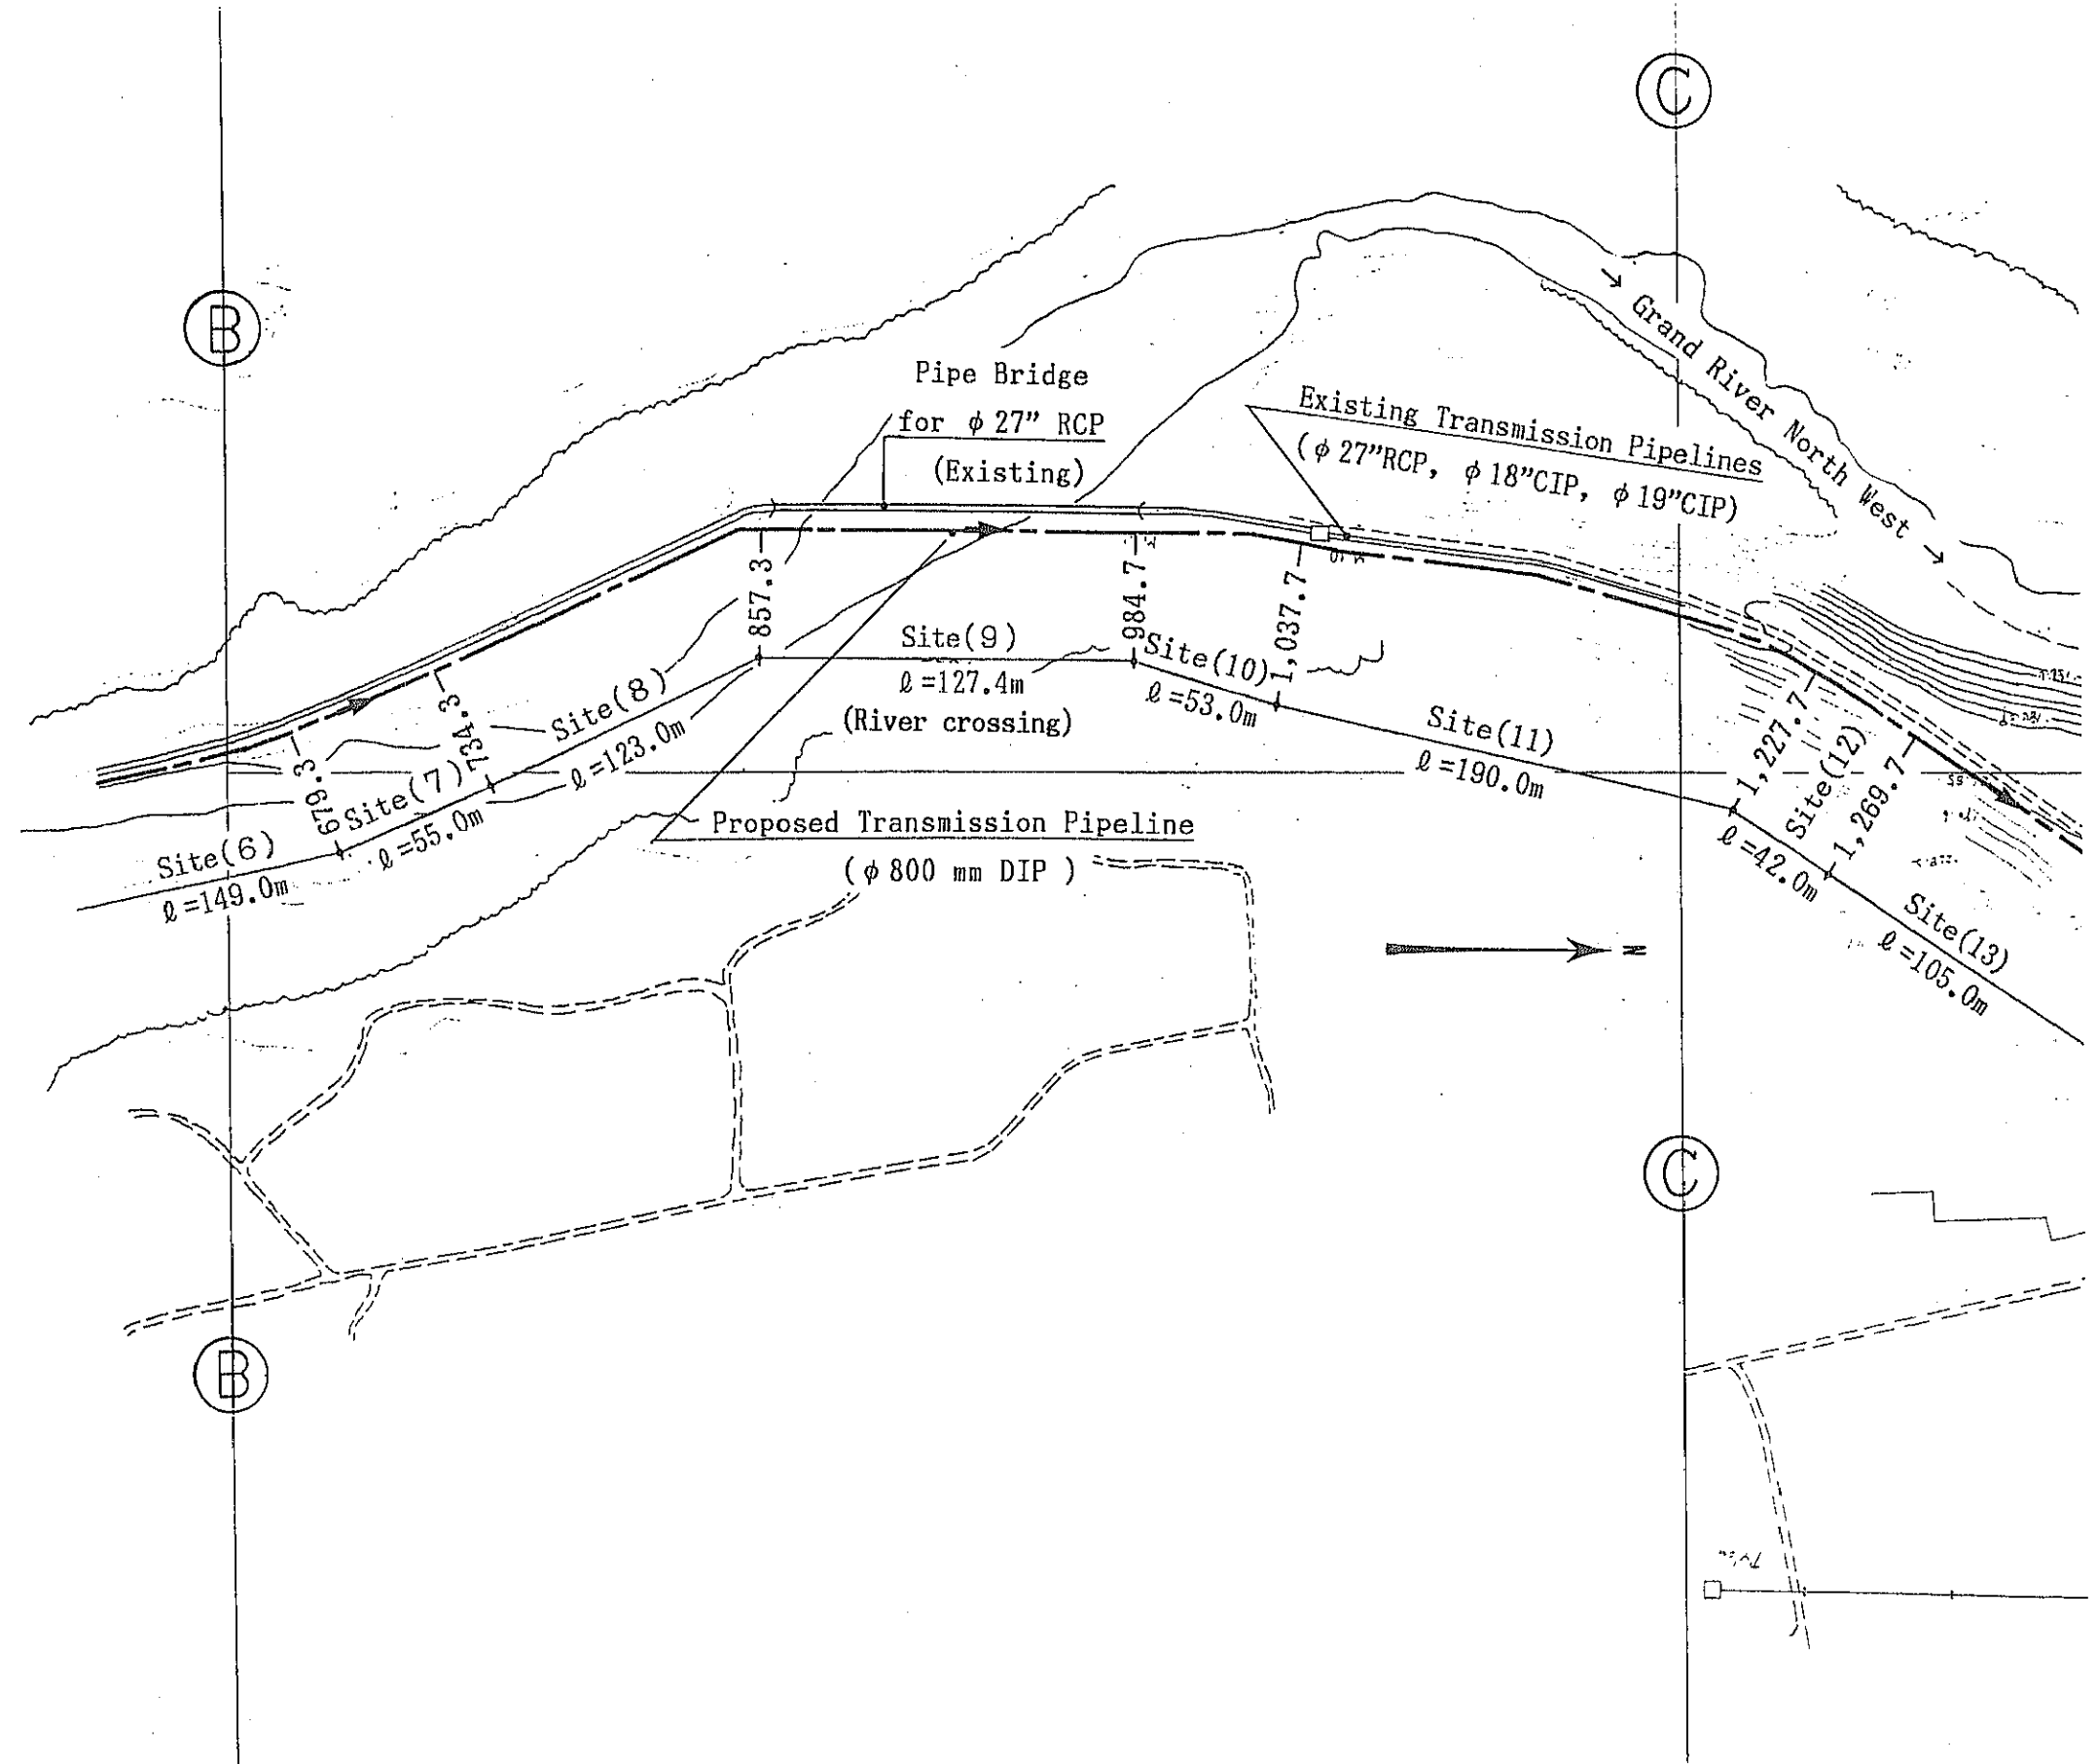 C
B
→ Grand River North West →
Pipe Bridge
for φ 27" RCP
(Existing)
Existing Transmission Pipelines
(φ 27"RCP, φ 18"CIP, φ 19"CIP)
857.3
984.7
1,037.7
679.3
734.3
1,227.7
1,269.7
Site(6)
ℓ=149.0m
Site(7)
ℓ=55.0m
Site(8)
ℓ=123.0m
Site(9)
ℓ=127.4m
(River crossing)
Site(10)
ℓ=53.0m
Site(11)
ℓ=190.0m
Site(12)
ℓ=42.0m
Site(13)
ℓ=105.0m
Proposed Transmission Pipeline
(φ 800 mm DIP )
N
C
B